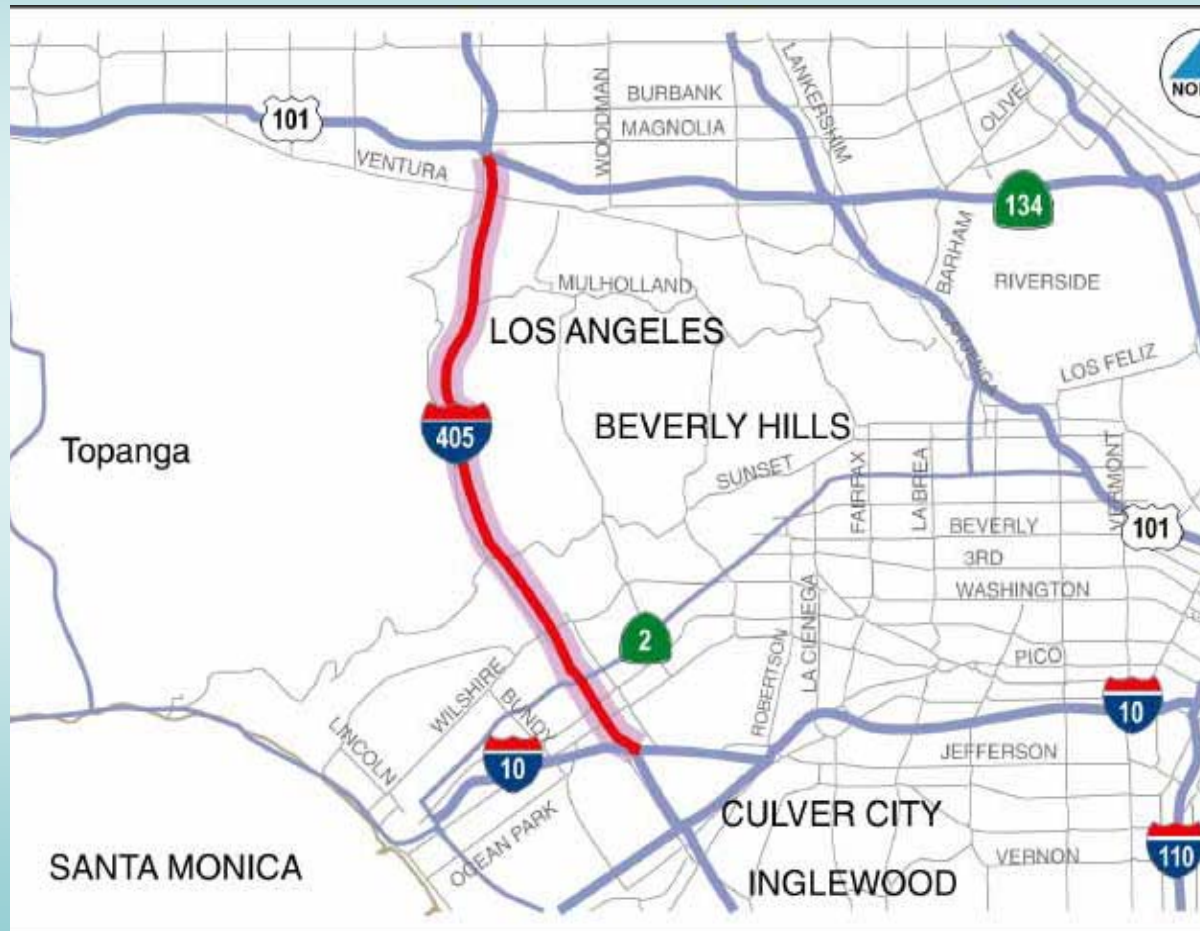 NOR
101
BURBANK
MAGNOLIA
WOODMAN
LANKERSHIM
OLIVE
VENTURA
134
BARHAM
RIVERSIDE
MULHOLLAND
LOS ANGELES
CAHUENGA
LOS FELIZ
405
BEVERLY HILLS
Topanga
SUNSET
FAIRFAX
LA BREA
VERMONT
BEVERLY
101
3RD
WASHINGTON
LA CIENEGA
2
ROBERTSON
PICO
WILSHIRE
BUNDY
LINCOLN
10
10
JEFFERSON
CULVER CITY
OCEAN PARK
SANTA MONICA
VERNON
110
INGLEWOOD